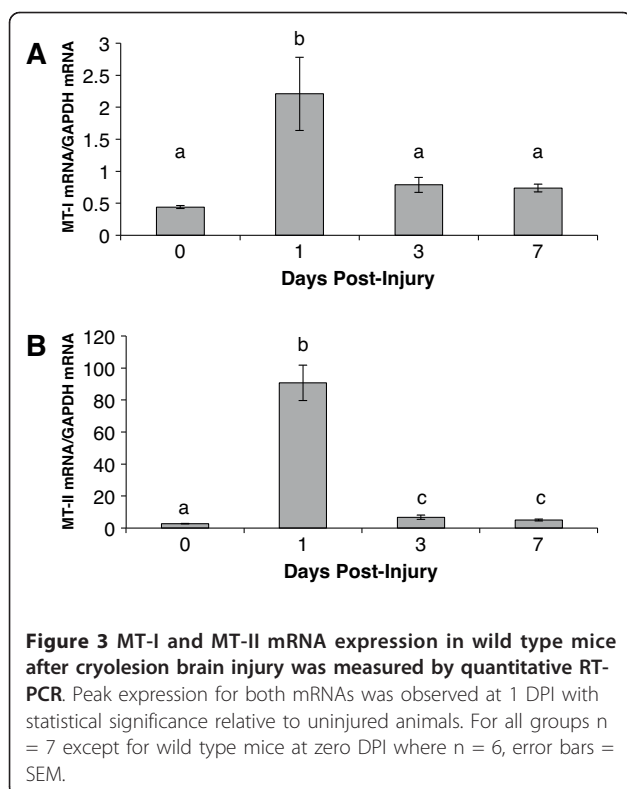 A
MT-I mRNA/GAPDH mRNA
3
2.5
2
1.5
1
0.5
0
a
b
a
a
0
1
3
7
Days Post-Injury
B
MT-II mRNA/GAPDH mRNA
120
100
80
60
40
20
0
a
b
c
c
0
1
3
7
Days Post-Injury
Figure 3 MT-I and MT-II mRNA expression in wild type mice
after cryolesion brain injury was measured by quantitative RT-
PCR. Peak expression for both mRNAs was observed at 1 DPI with
statistical significance relative to uninjured animals. For all groups n
= 7 except for wild type mice at zero DPI where n = 6, error bars =
SEM.